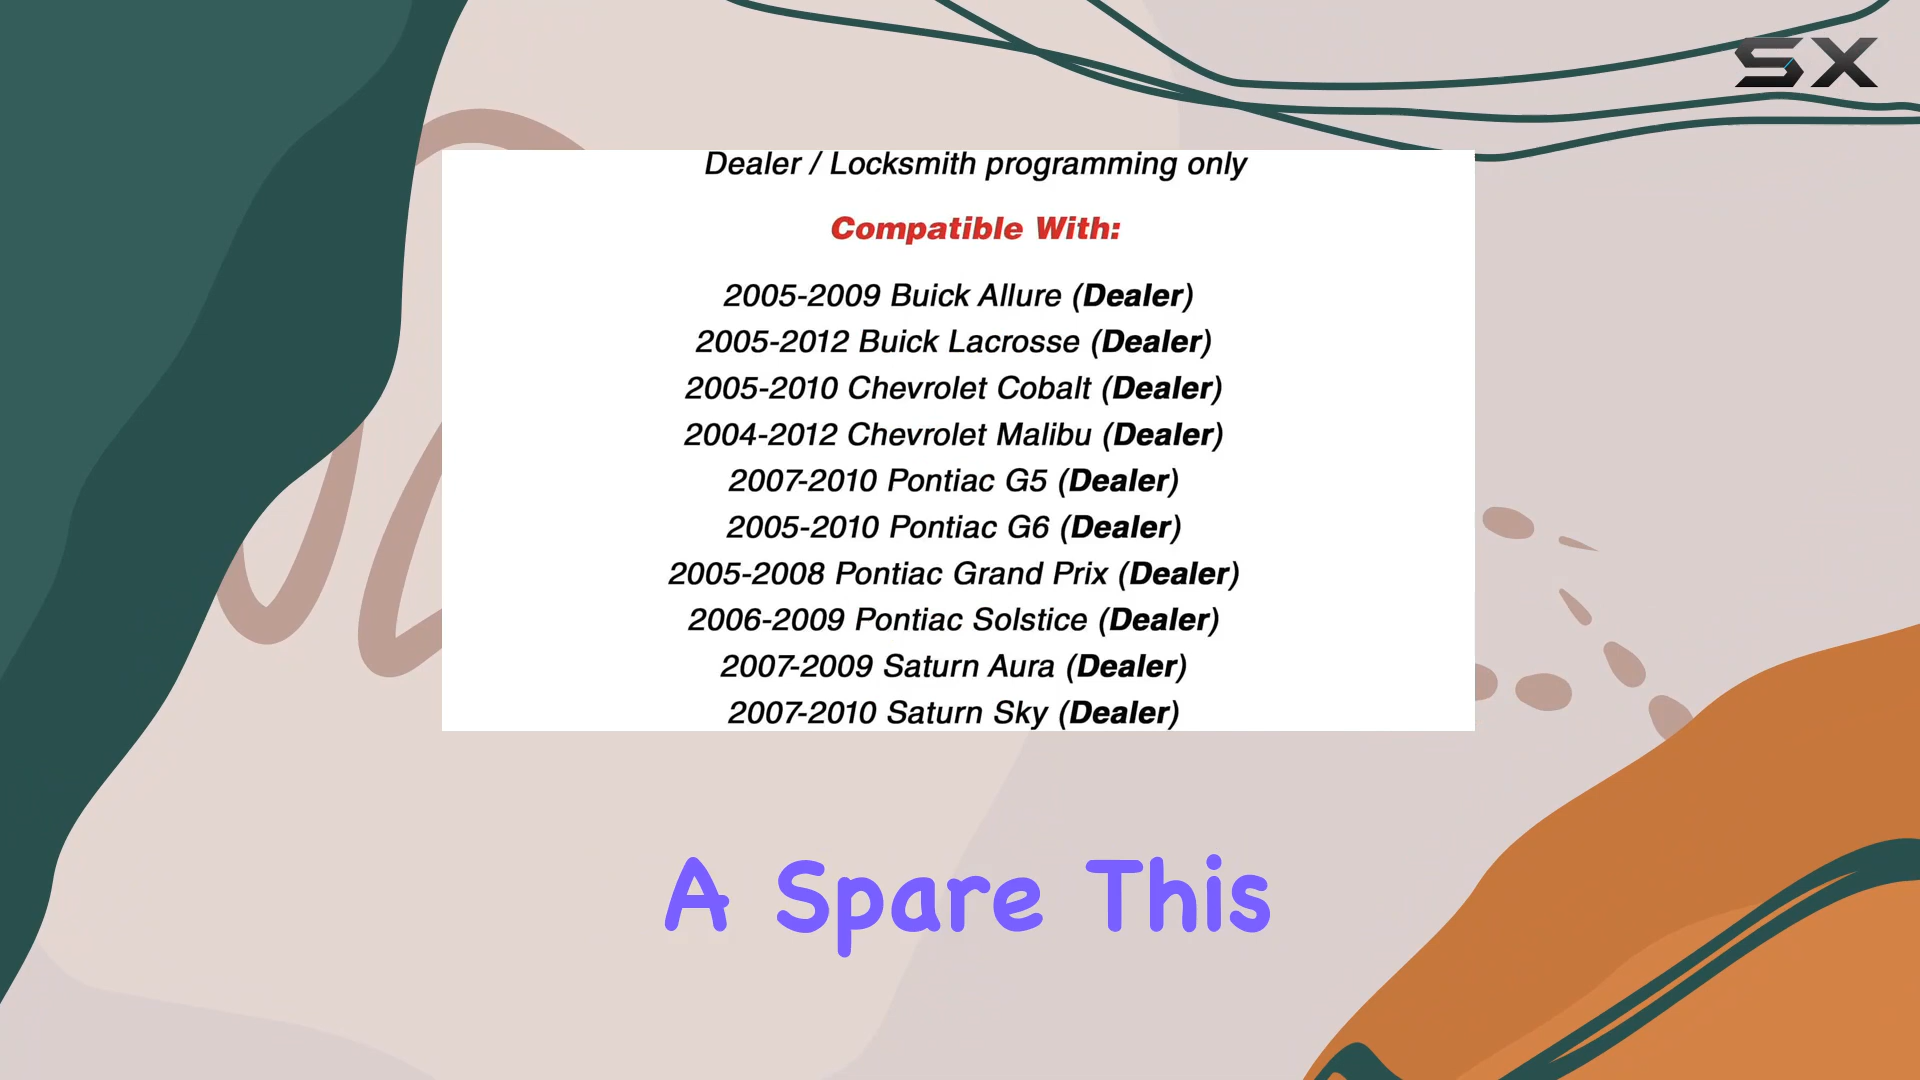 SX
Dealer / Locksmith programming only
Compatible With:
2005-2009 Buick Allure (Dealer)
2005-2012 Buick Lacrosse (Dealer)
2005-2010 Chevrolet Cobalt (Dealer)
2004-2012 Chevrolet Malibu (Dealer)
2007-2010 Pontiac G5 (Dealer)
2005-2010 Pontiac G6 (Dealer)
2005-2008 Pontiac Grand Prix (Dealer)
2006-2009 Pontiac Solstice (Dealer)
2007-2009 Saturn Aura (Dealer)
2007-2010 Saturn Sky (Dealer)
A Spare This